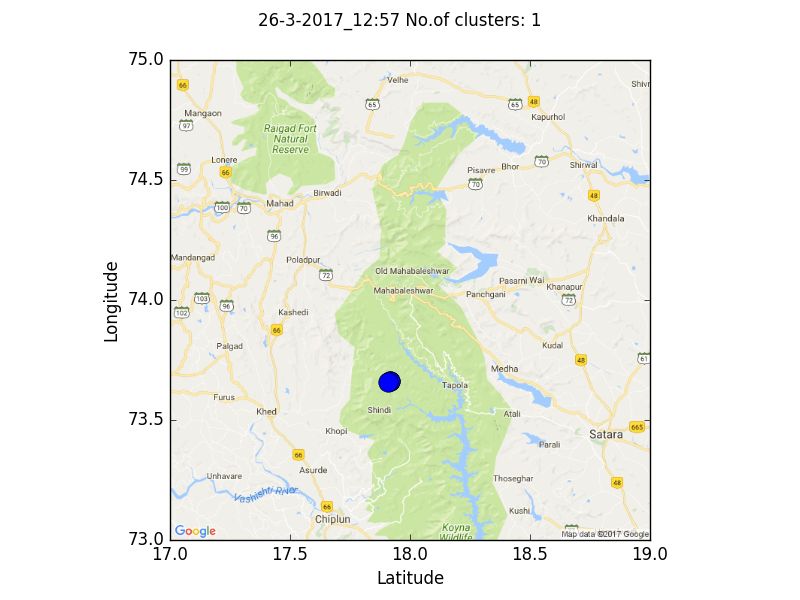 26-3-2017_12:57 No.of clusters: 1
75.0
74.5
74.0
73.5
73.0
Longitude
17.0 17.5 18.0 18.5 19.0
Latitude
Velhe
66
65
65
48
Kapurhol
Mangaon
97
Raigad Fort
Natural
Reserve
Lonere
99
66
Pisavre
Bhor
70
Shirwal
70
Birwadi
48
100
70
Mahad
Khandala
96
Mandangad
Poladpur
72
Old Mahabaleshwar
Pasarni Wai
Khanapur
Mahabaleshwar
Panchgani
72
103
96
102
Kashedi
66
Palgad
Kudal
48
61
Medha
Tapola
Furus
Khed
Shindi
Atali
Khopi
Satara
665
Parali
66
Asurde
Unhavare
Thoseghar
48
Vashishti River
66
Chiplun
Kushi
Koyna
Wildlife
Google
Map data ©2017 Google